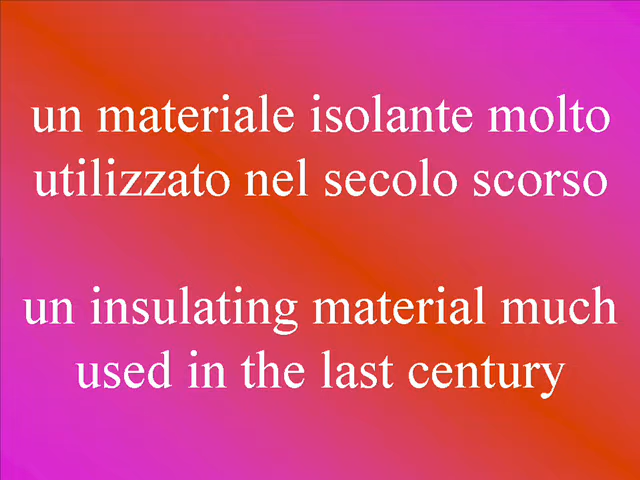 un materiale isolante molto
utilizzato nel secolo scorso
un insulating material much
used in the last century